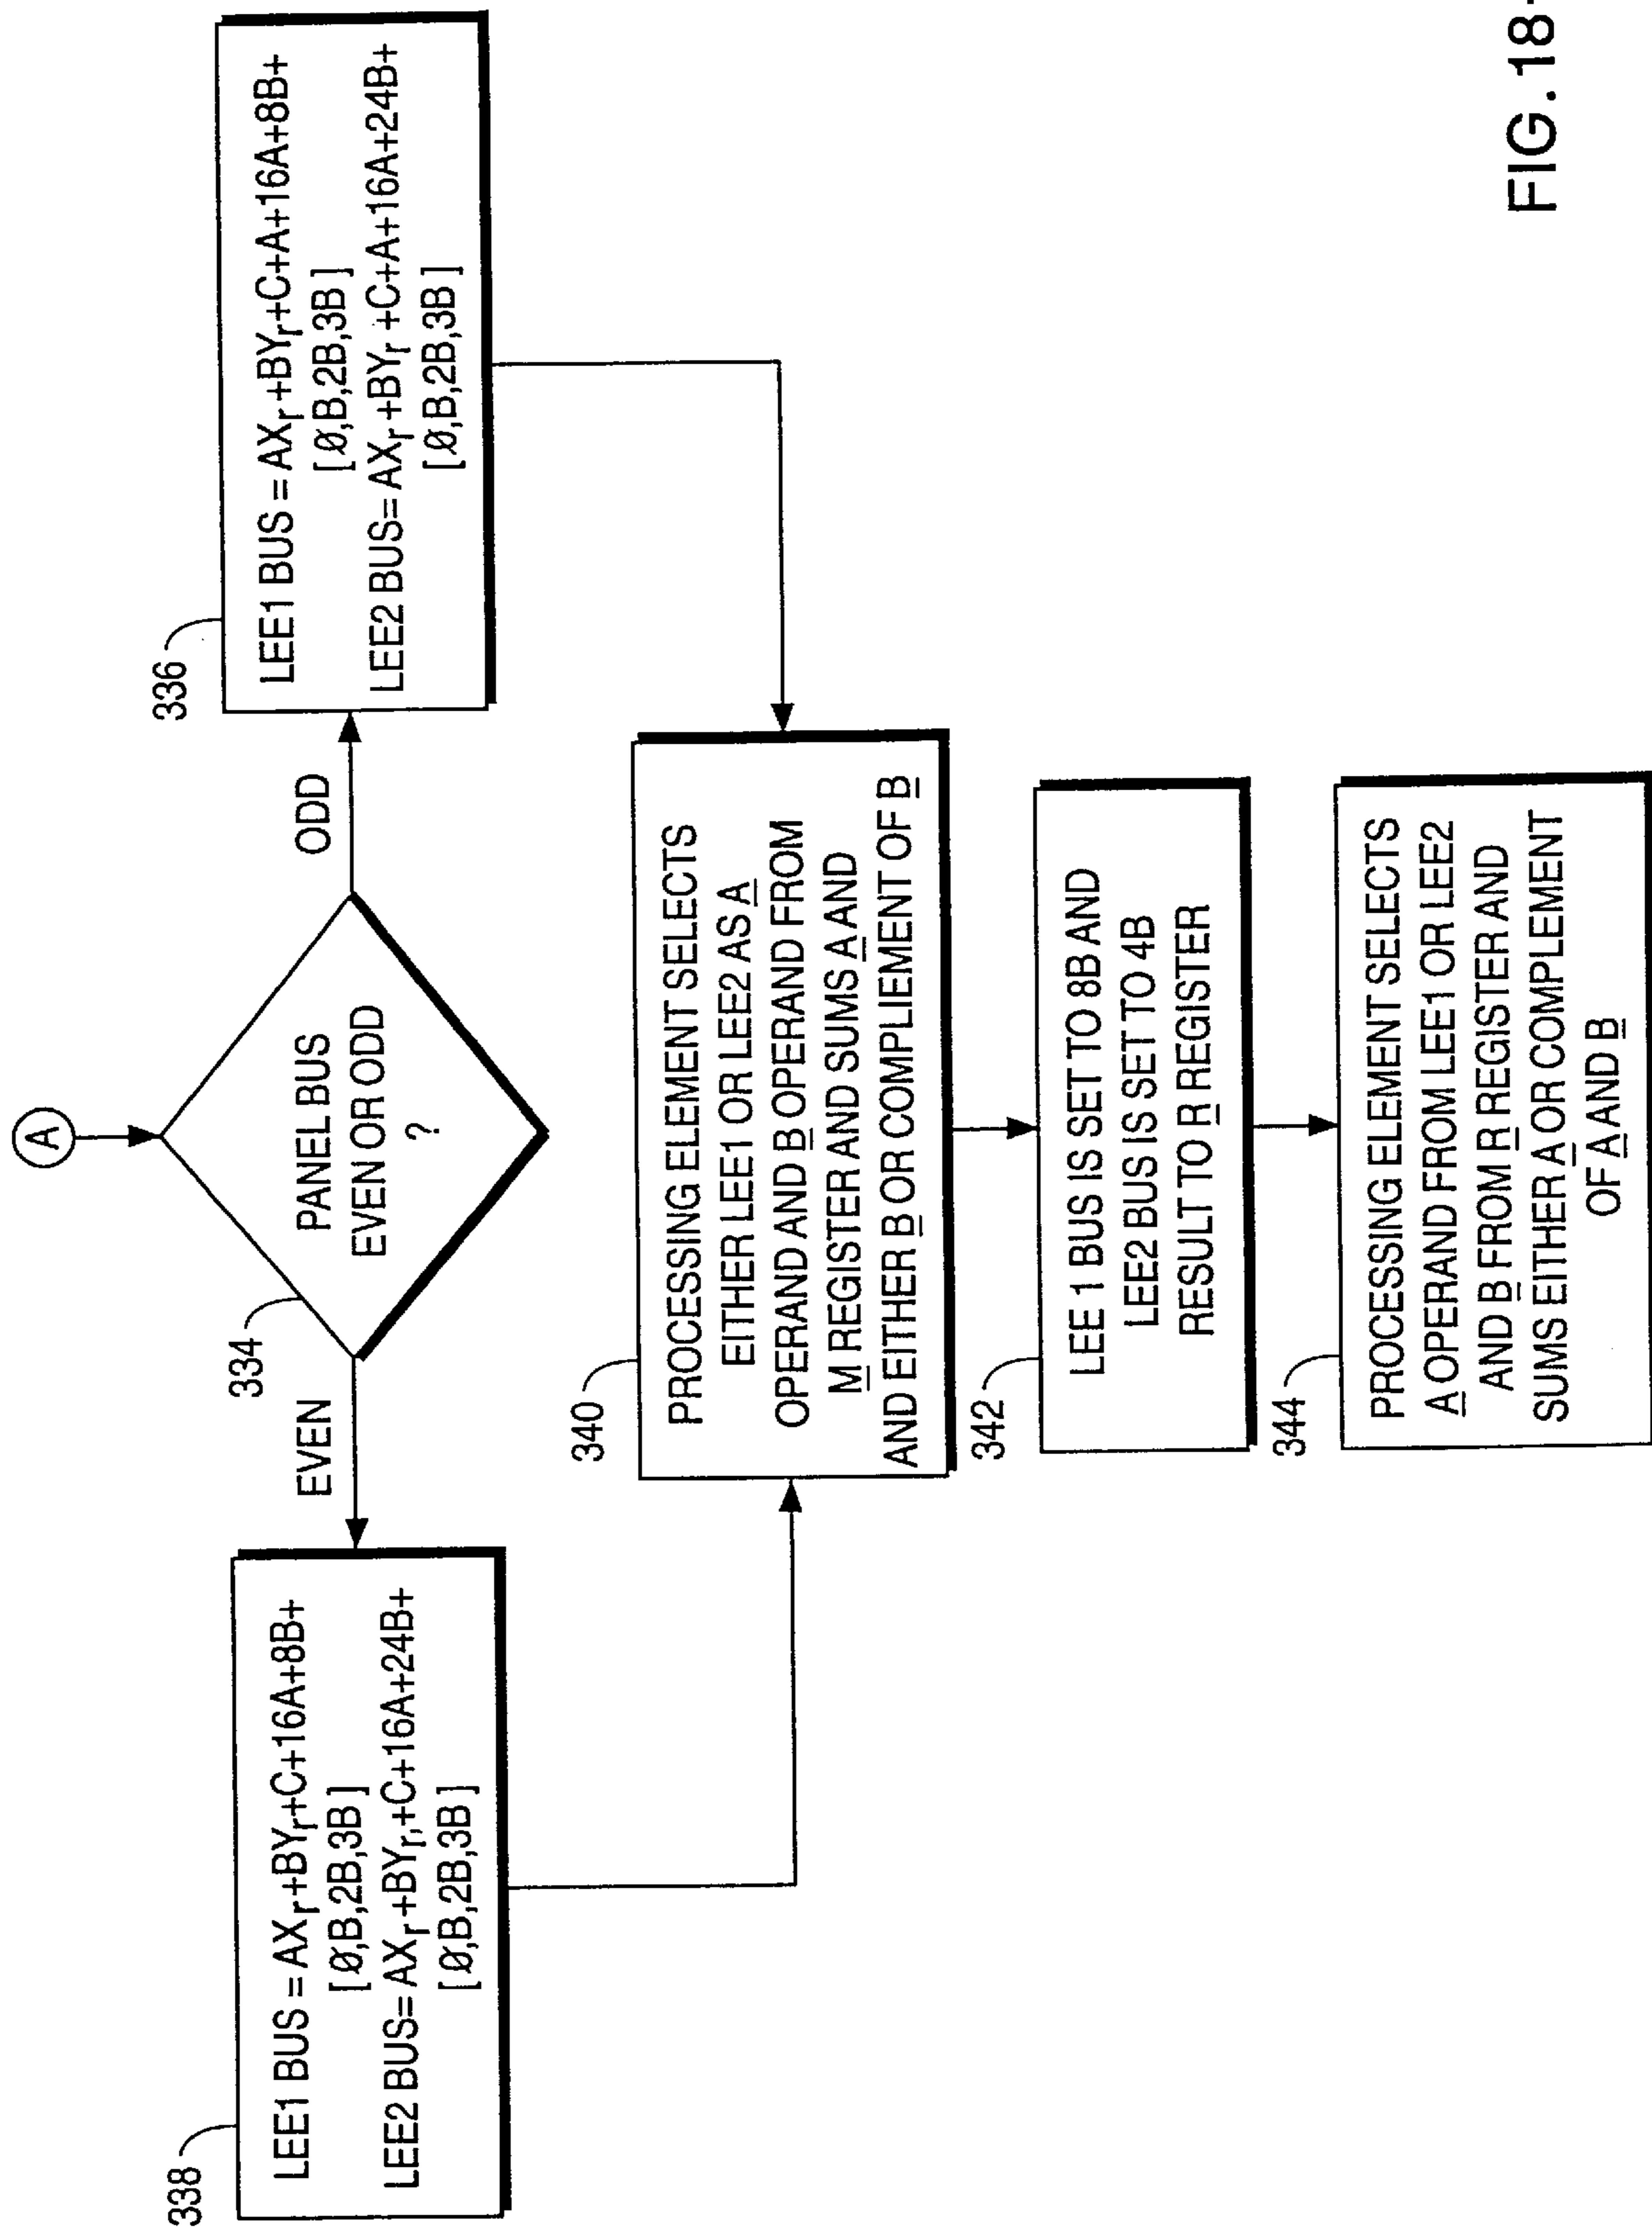 A
334
PANEL BUS
EVEN OR ODD
?
EVEN
ODD
338
LEE1 BUS = AXr+BYr+C+16A+8B+
[Ø,B,2B,3B]
LEE2 BUS= AXr+BYr,+C+16A+24B+
[Ø,B,2B,3B]
336
LEE1 BUS = AXr+BYr+C+A+16A+8B+
[Ø,B,2B,3B]
LEE2 BUS= AXr+BYr+C+A+16A+24B+
[Ø,B,2B,3B]
340
PROCESSING ELEMENT SELECTS
EITHER LEE1 OR LEE2 AS A
OPERAND AND B OPERAND FROM
M REGISTER AND SUMS A AND
AND EITHER B OR COMPLIEMENT OF B
342
LEE 1 BUS IS SET TO 8B AND
LEE2 BUS IS SET TO 4B
RESULT TO R REGISTER
344
PROCESSING ELEMENT SELECTS
A OPERAND FROM LEE1 OR LEE2
AND B FROM R REGISTER AND
SUMS EITHER A OR COMPLEMENT
OF A AND B
FIG.18-